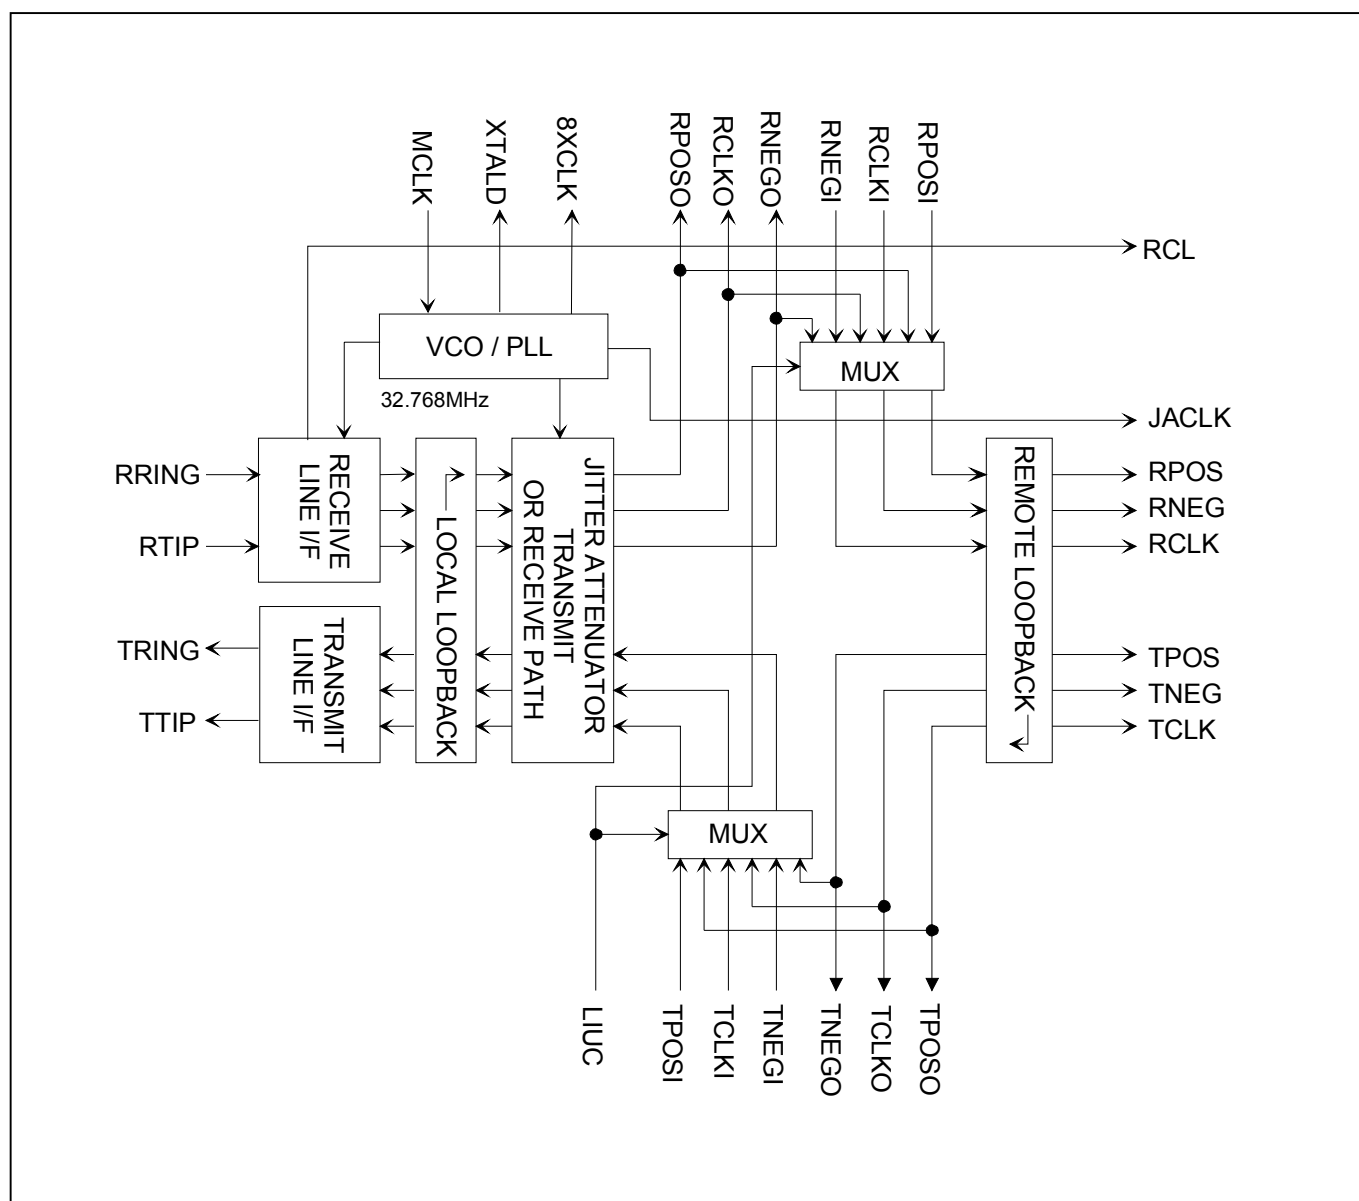 MCLK
XTALD
8XCLK
RPOSO
RCLKO
RNEGO
RNEGI
RCLKI
RPOSI
RCL
VCO / PLL
32.768MHz
MUX
JACLK
RRING
RTIP
RECEIVE
LINE I/F
LOCAL LOOPBACK
JITTER ATTENUATOR
TRANSMIT
OR RECEIVE PATH
REMOTE LOOPBACK
RPOS
RNEG
RCLK
TRING
TTIP
TRANSMIT
LINE I/F
TPOS
TNEG
TCLK
MUX
LIUC
TPOSI
TCLKI
TNEGI
TNEGO
TCLKO
TPOSO